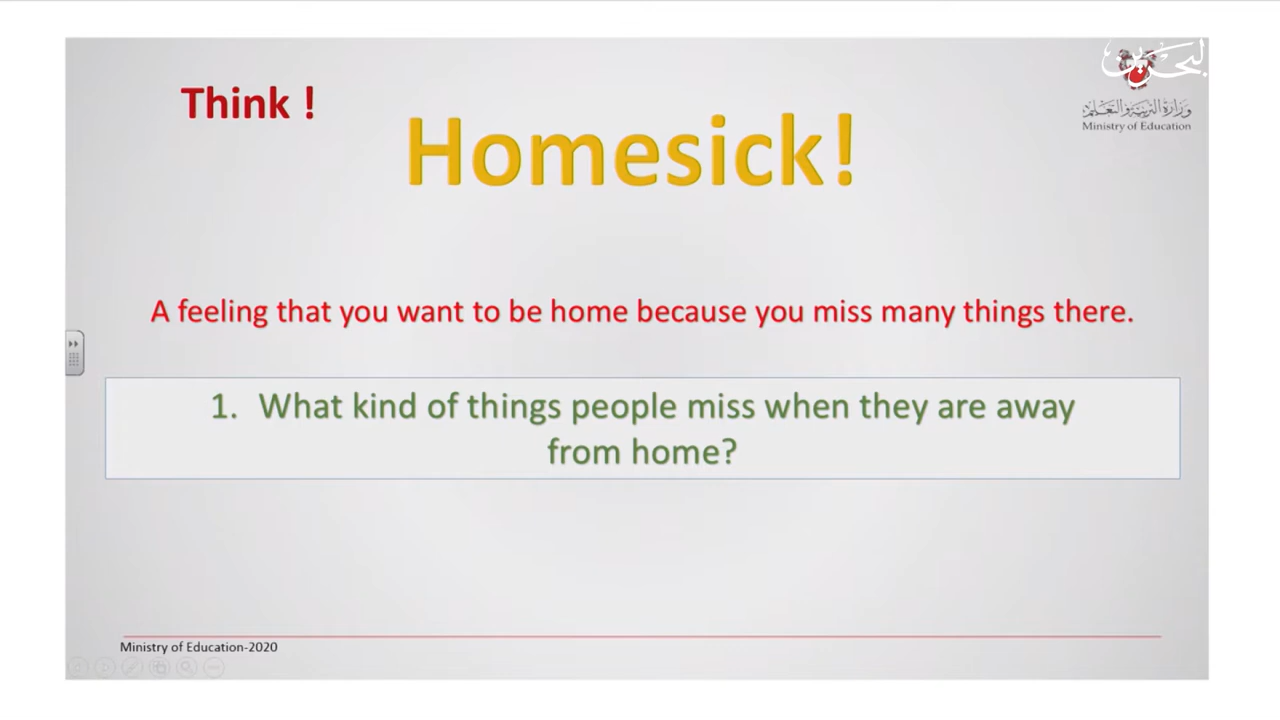 البحرين
Think !
Homesick!
وزارة التربية والتعليم
Ministry of Education
A feeling that you want to be home because you miss many things there.
1. What kind of things people miss when they are away
from home?
Ministry of Education-2020